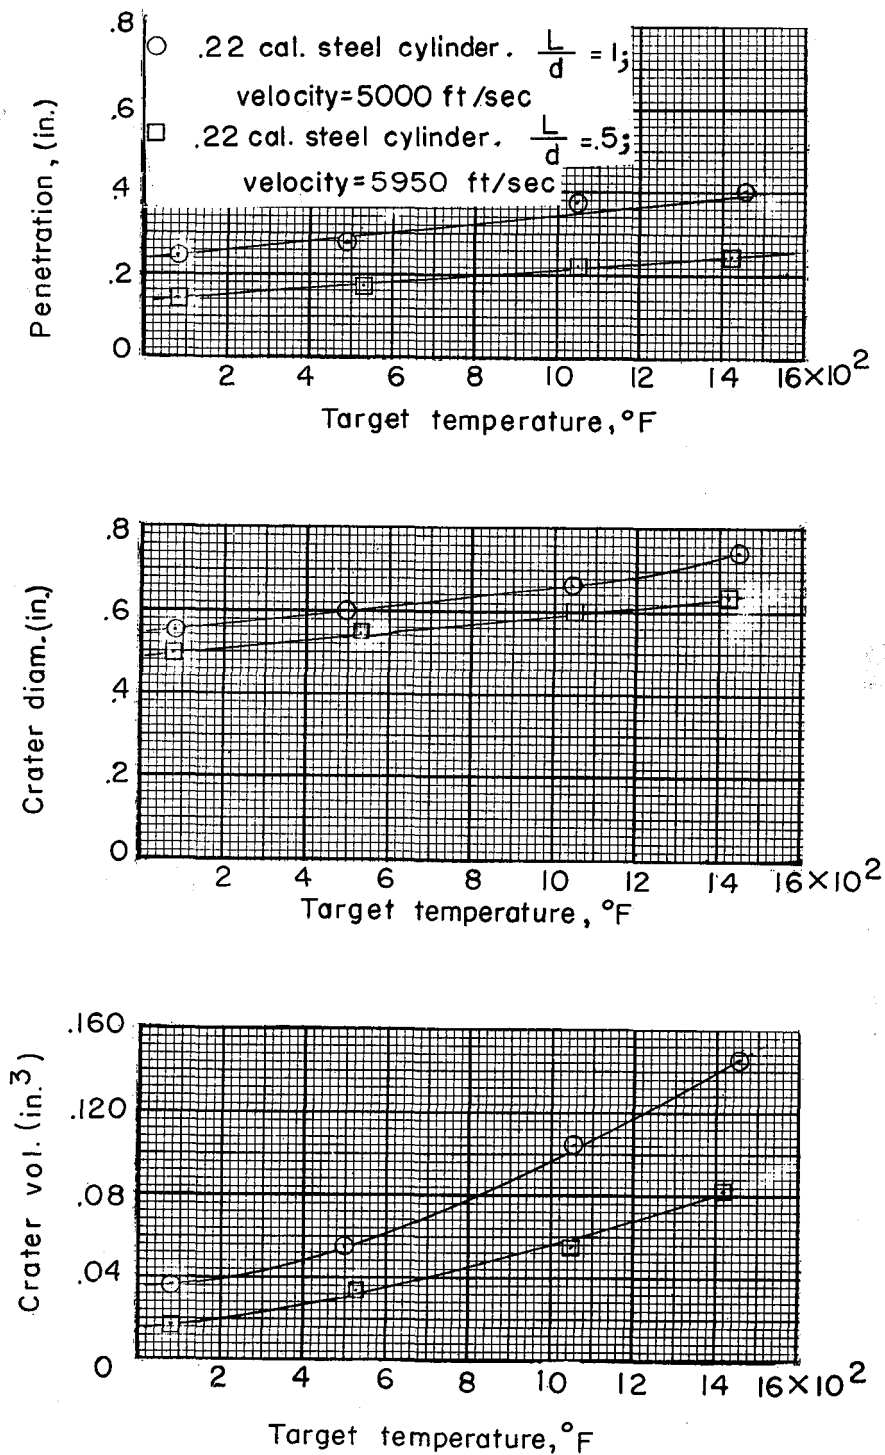 .8
.22 cal. steel cylinder. L/d = 1;
velocity=5000 ft/sec
.6
.22 cal. steel cylinder. L/d =.5;
velocity=5950 ft/sec
.4
.2
0
Penetration, (in.)
2 4 6 8 10 12 14 16×10²
Target temperature, °F
.8
.6
.4
.2
0
Crater diam. (in.)
2 4 6 8 10 12 14 16×10²
Target temperature, °F
.160
.120
.08
.04
0
Crater vol. (in.³)
2 4 6 8 10 12 14 16×10²
Target temperature, °F